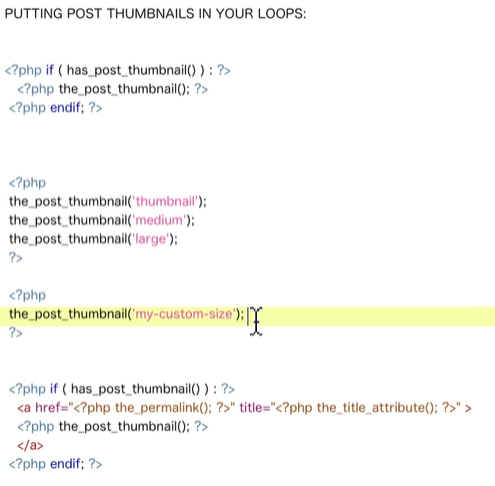 PUTTING POST THUMBNAILS IN YOUR LOOPS:
<?php if ( has_post_thumbnail() ) : ?>
<?php the_post_thumbnail(); ?>
<?php endif; ?>
<?php
the_post_thumbnail('thumbnail');
the_post_thumbnail('medium');
the_post_thumbnail('large');
?>
<?php
the_post_thumbnail('my-custom-size');
?>
<?php if ( has_post_thumbnail() ) : ?>
<a href="<?php the_permalink(); ?>" title="<?php the_title_attribute(); ?>" >
<?php the_post_thumbnail(); ?>
</a>
<?php endif; ?>